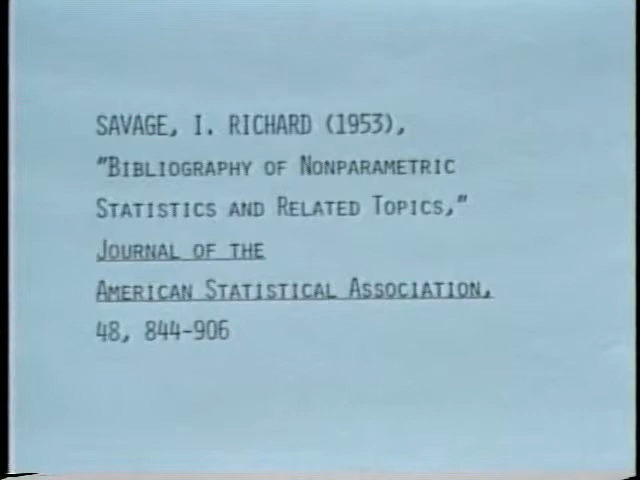 SAVAGE, I. RICHARD (1953),
"BIBLIOGRAPHY OF NONPARAMETRIC
STATISTICS AND RELATED TOPICS,"
JOURNAL OF THE
AMERICAN STATISTICAL ASSOCIATION,
48, 844-906